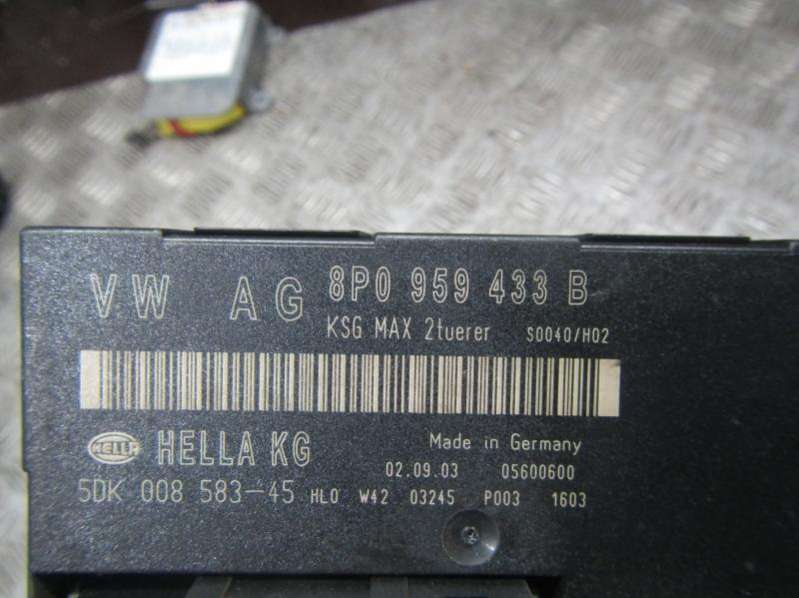 VW AG 8P0 959 433 B
KSG MAX 2tuerer S0040/H02
HELLA HELLA KG Made in Germany
02.09.03 05600600
5DK 008 583-45 HL0 W42 03245 P003 1603